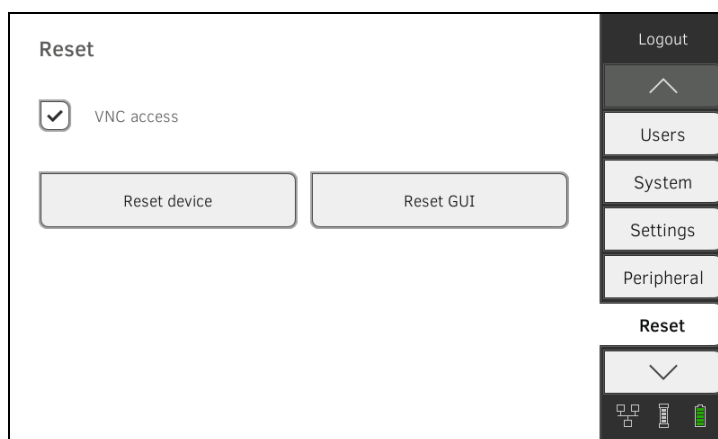 Reset
VNC access
Reset device
Reset GUI
Logout
Users
System
Settings
Peripheral
Reset